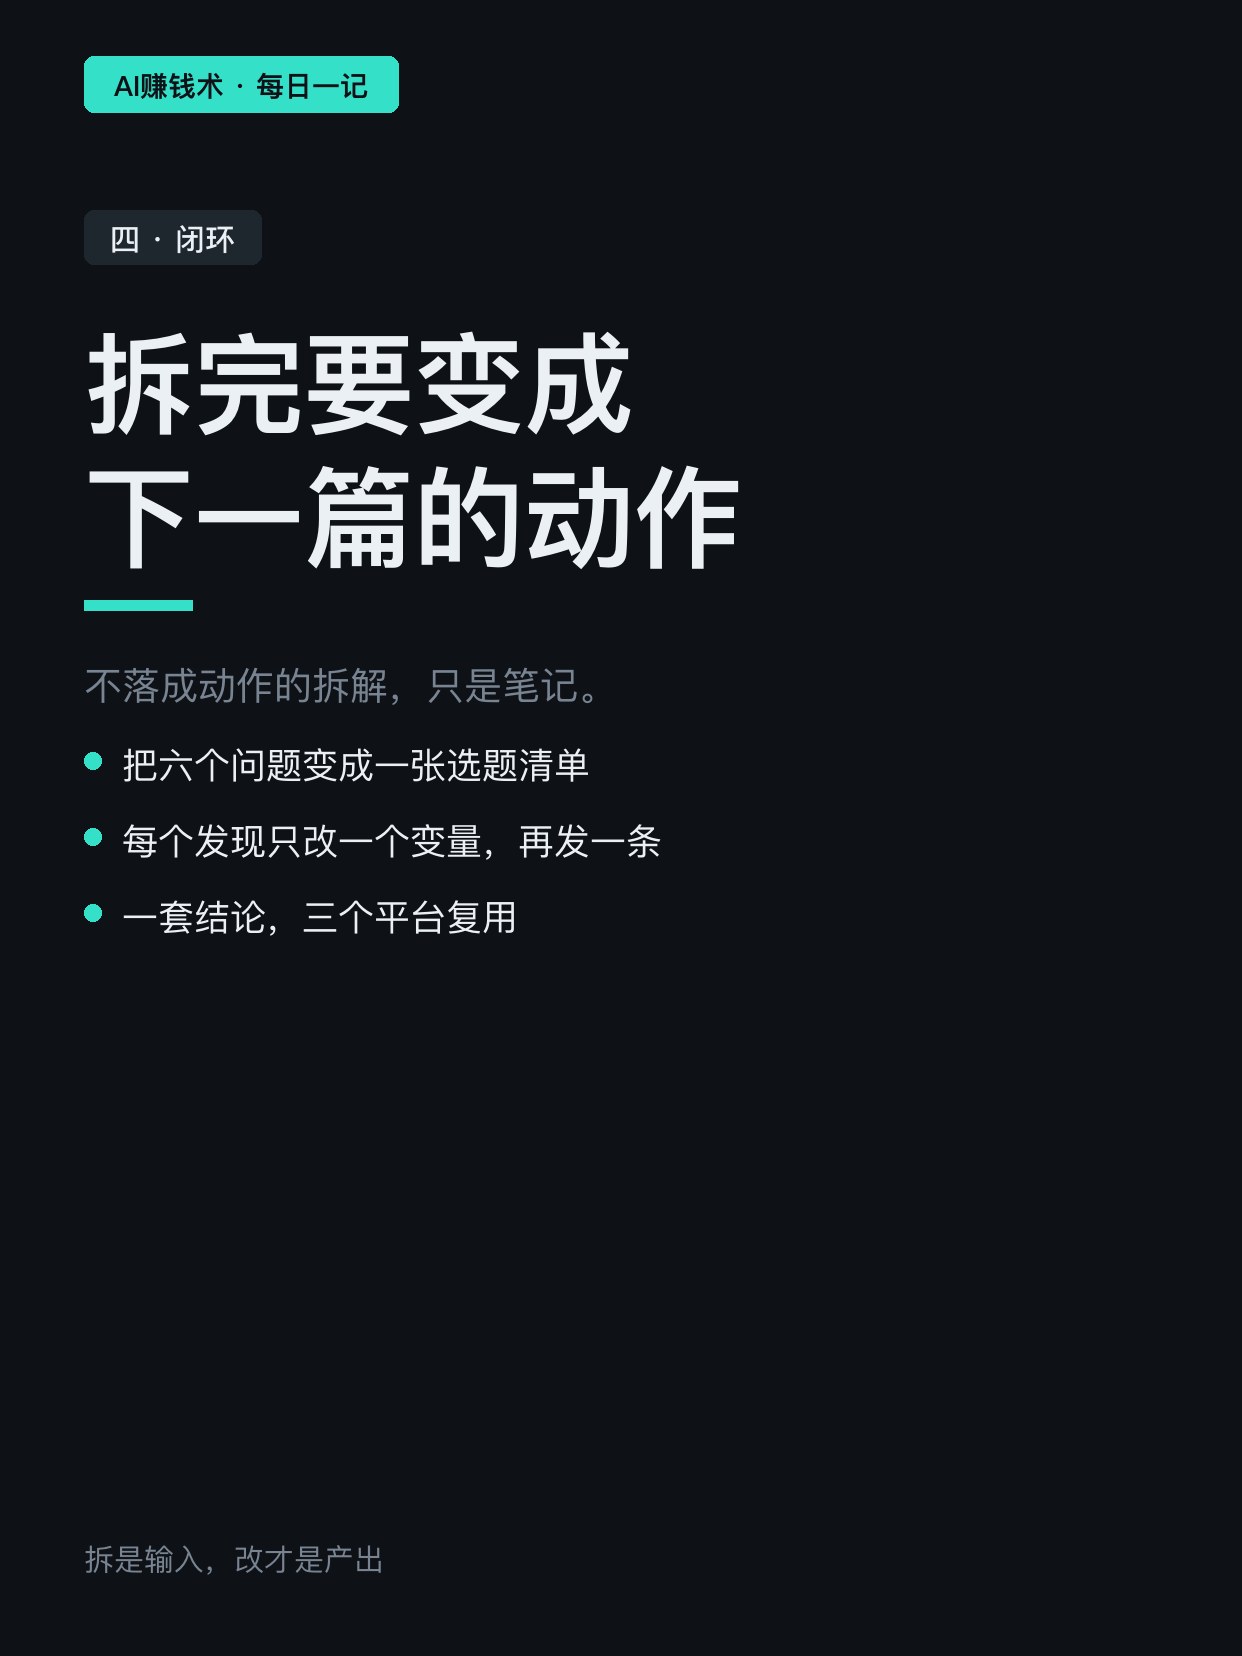 AI赚钱术 · 每日一记
四 · 闭环
拆完要变成
下一篇的动作
不落成动作的拆解，只是笔记。
把六个问题变成一张选题清单
每个发现只改一个变量，再发一条
一套结论，三个平台复用
拆是输入，改才是产出